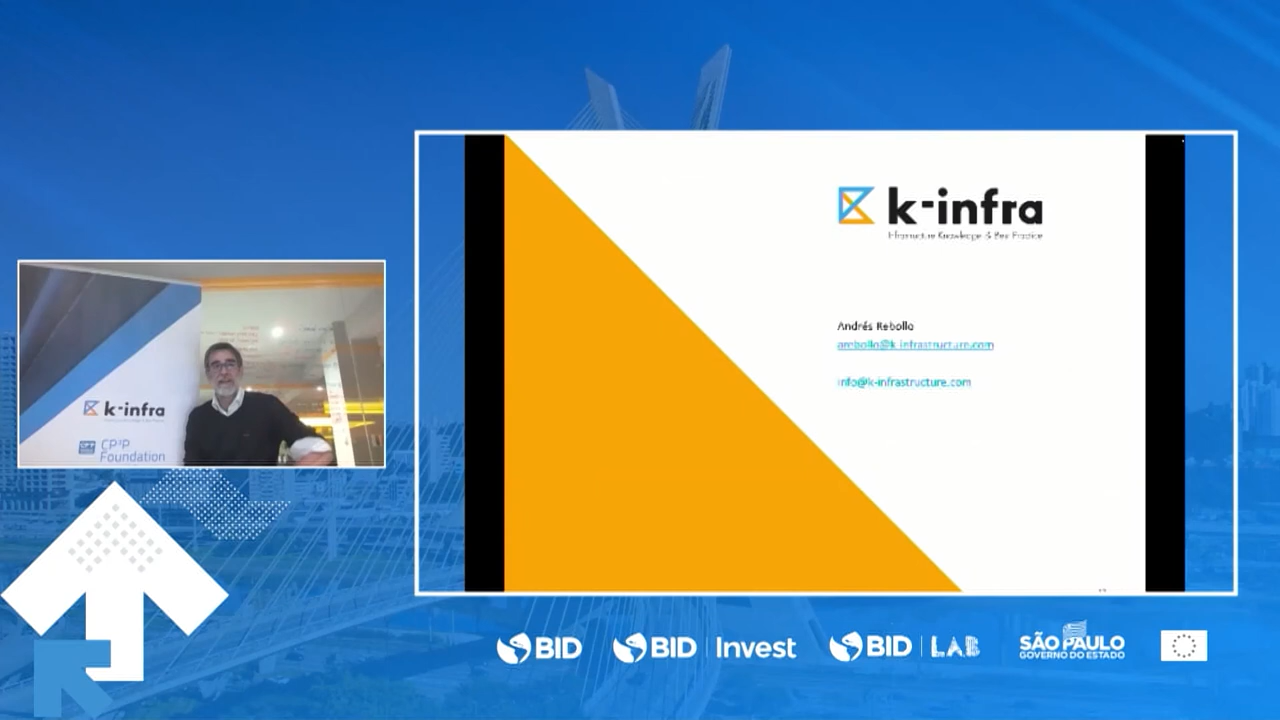 k-infra
Infrastructure Knowledge & Best Practice
Andrés Rebollo
arebollo@k-infrastructure.com
info@k-infrastructure.com
k-infra
CP³P
Foundation
BID
BID Invest
BID LAB
SÃO PAULO
GOVERNO DO ESTADO